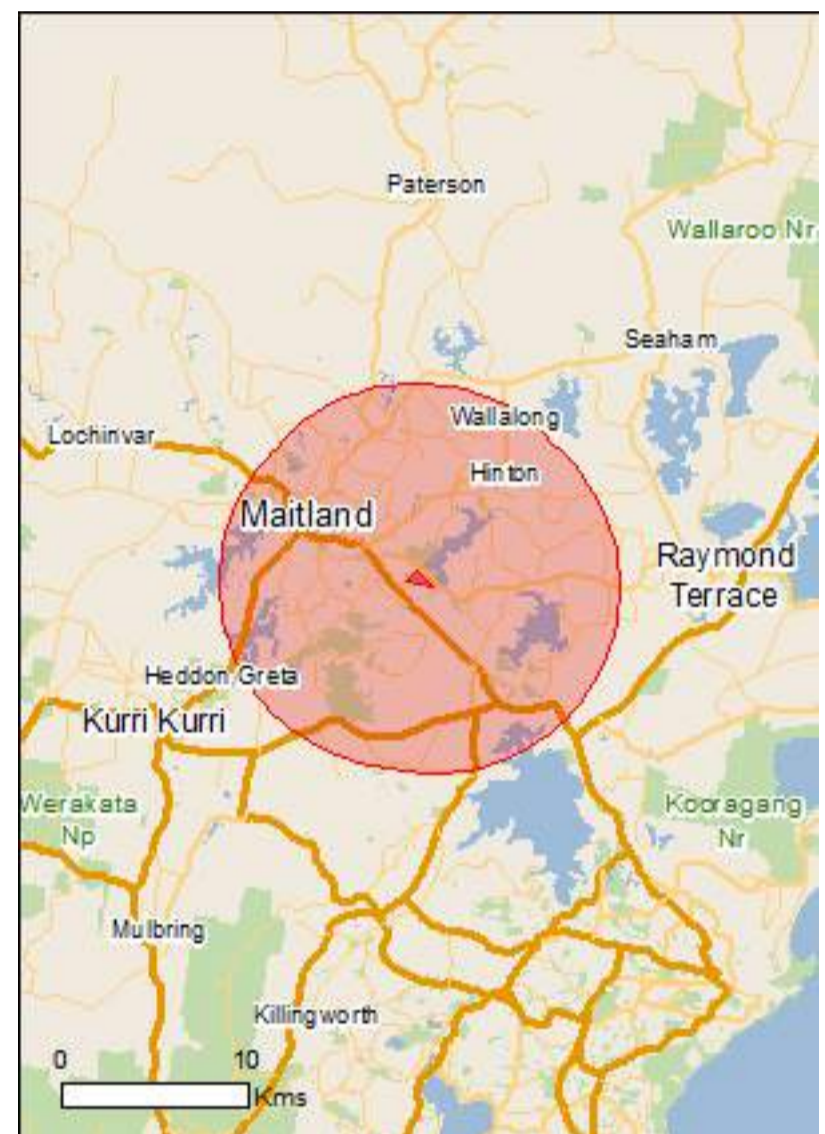 Paterson
Wallaroo Nr
Seaham
Wallalong
Lochinvar
Hinton
Maitland
Raymond
Terrace
Heddon Greta
Kurri Kurri
Werakata
Np
Kooragang
Nr
Mullbring
Killingworth
0 10
Kms